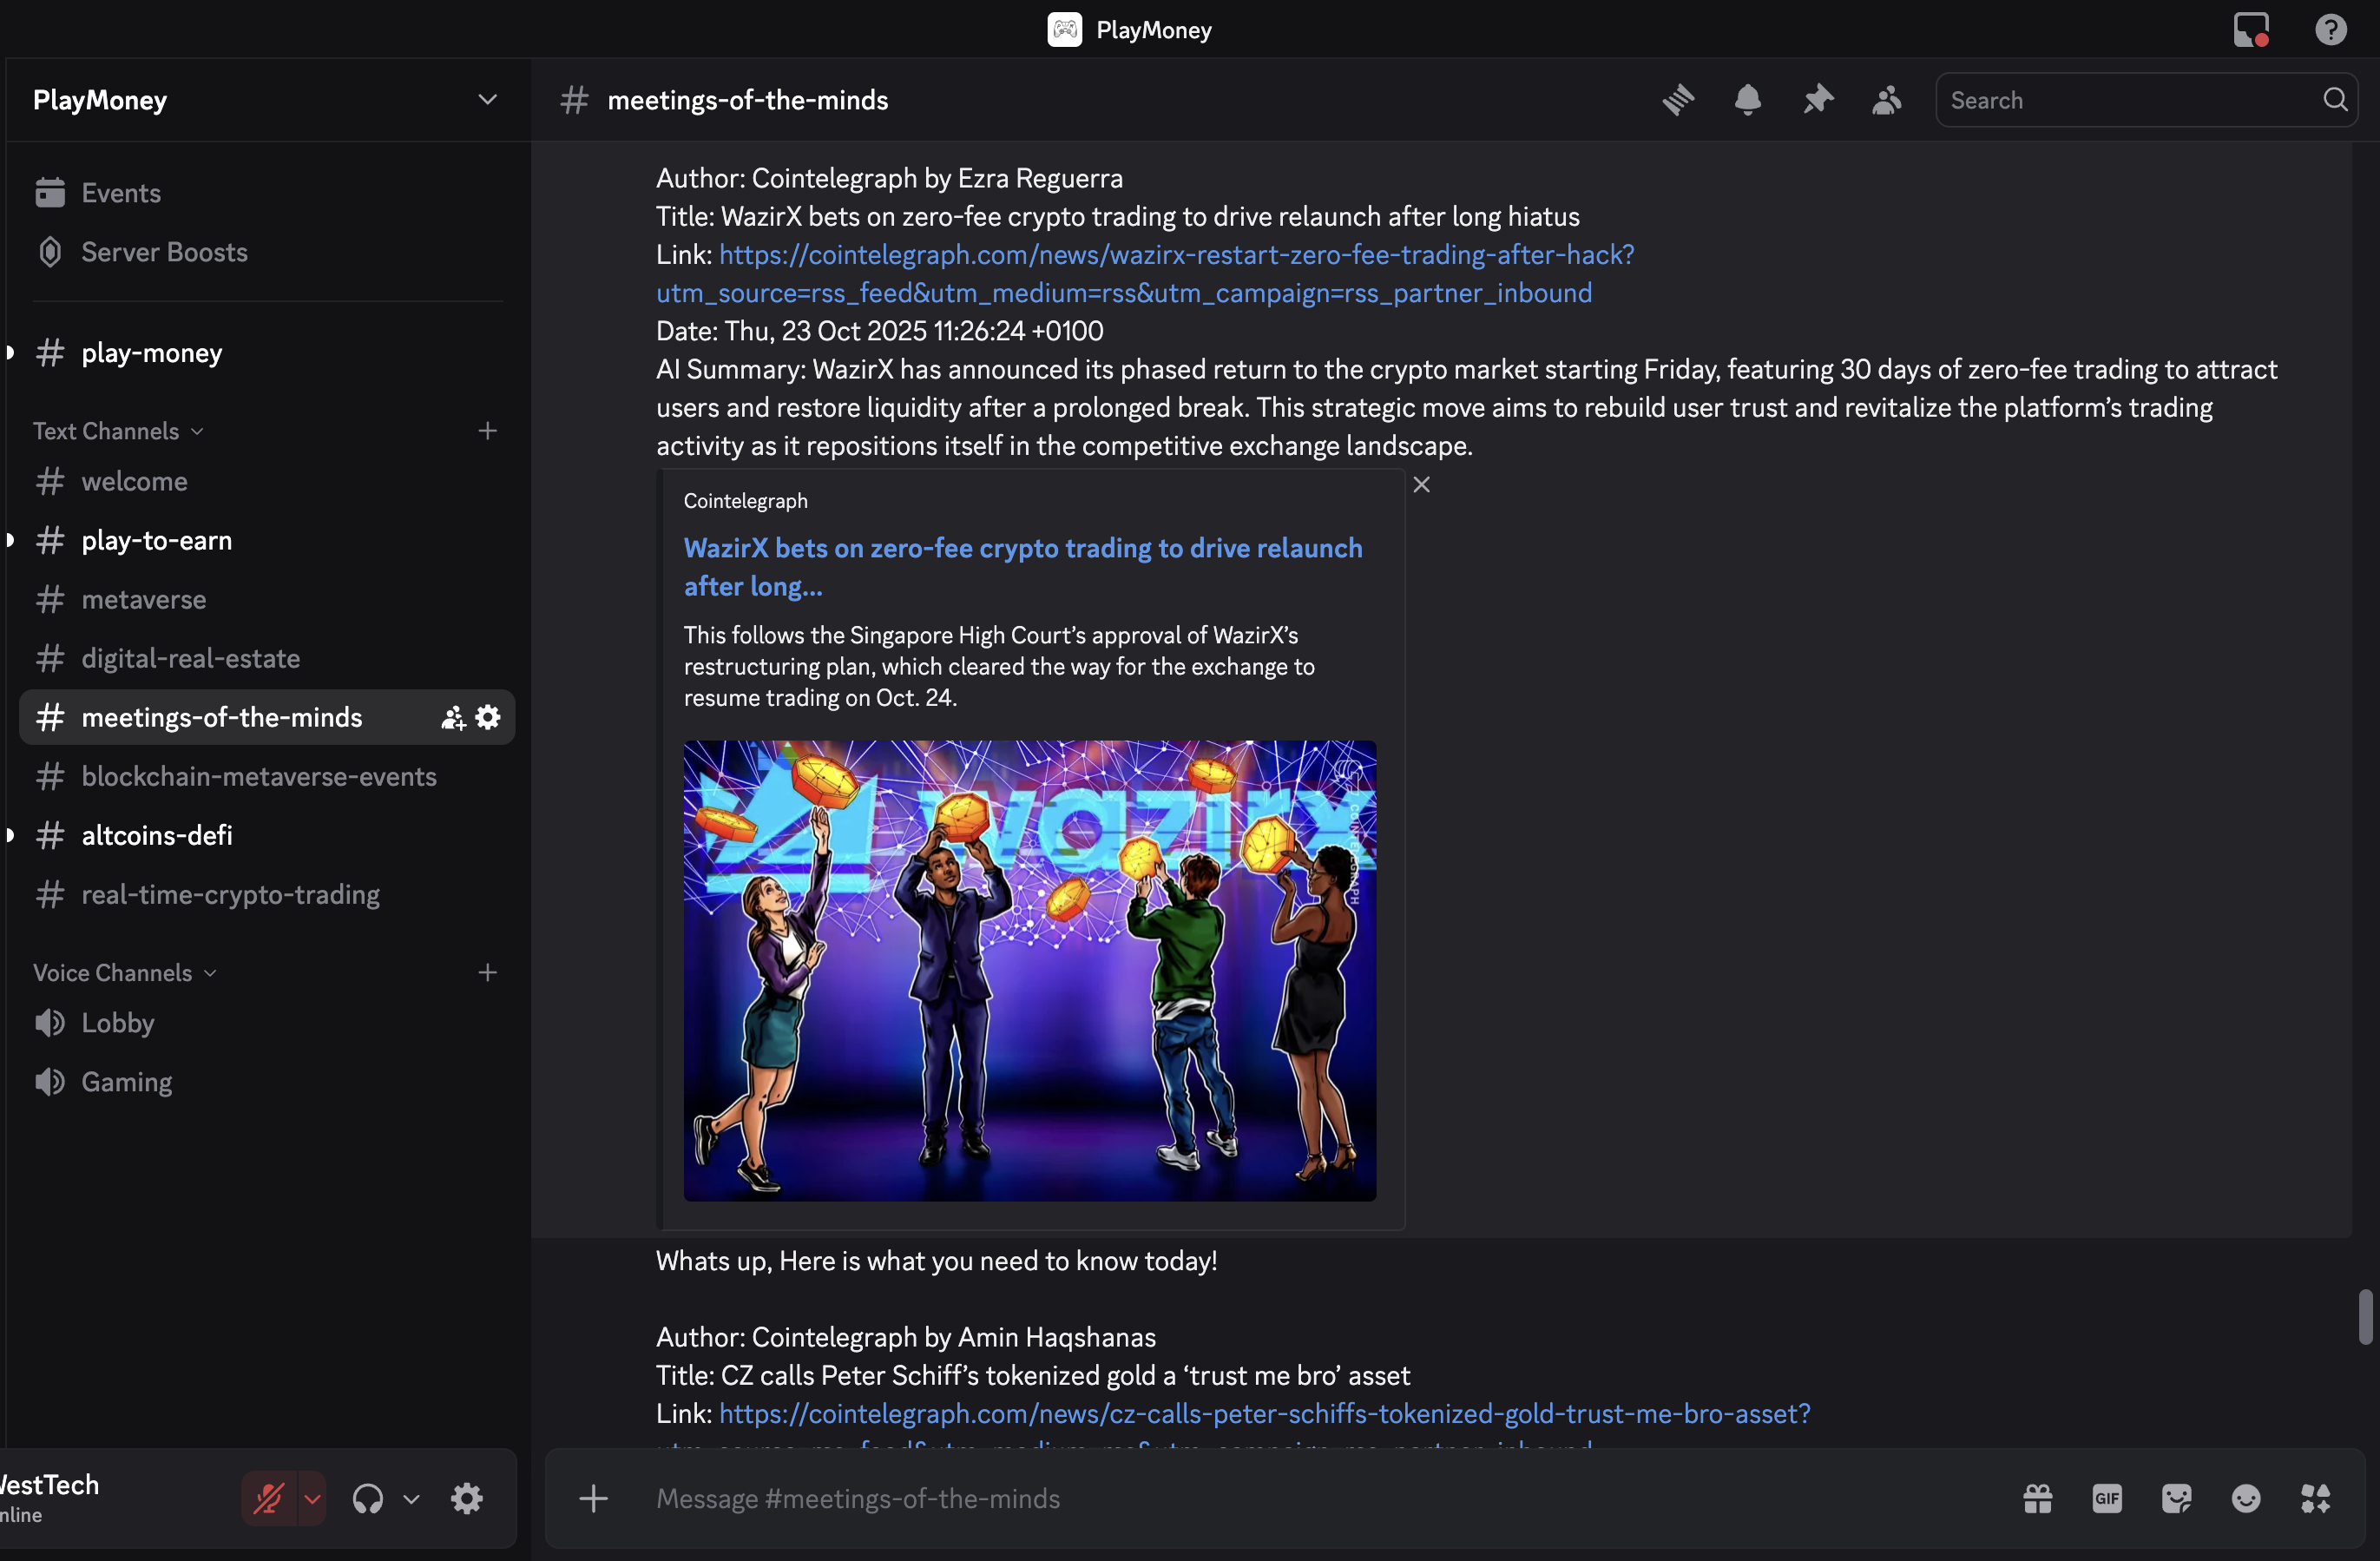 PlayMoney
PlayMoney
Events
Server Boosts
play-money
Text Channels
welcome
play-to-earn
metaverse
digital-real-estate
meetings-of-the-minds
blockchain-metaverse-events
altcoins-defi
real-time-crypto-trading
Voice Channels
Lobby
Gaming
# meetings-of-the-minds
Search
Author: Cointelegraph by Ezra Reguerra
Title: WazirX bets on zero-fee crypto trading to drive relaunch after long hiatus
Link: https://cointelegraph.com/news/wazirx-restart-zero-fee-trading-after-hack?
utm_source=rss_feed&utm_medium=rss&utm_campaign=rss_partner_inbound
Date: Thu, 23 Oct 2025 11:26:24 +0100
AI Summary: WazirX has announced its phased return to the crypto market starting Friday, featuring 30 days of zero-fee trading to attract
users and restore liquidity after a prolonged break. This strategic move aims to rebuild user trust and revitalize the platform’s trading
activity as it repositions itself in the competitive exchange landscape.
Cointelegraph
WazirX bets on zero-fee crypto trading to drive relaunch
after long...
This follows the Singapore High Court’s approval of WazirX’s
restructuring plan, which cleared the way for the exchange to
resume trading on Oct. 24.
wazirx
COINTELEGRAPH
Whats up, Here is what you need to know today!
Author: Cointelegraph by Amin Haqshanas
Title: CZ calls Peter Schiff’s tokenized gold a ‘trust me bro’ asset
Link: https://cointelegraph.com/news/cz-calls-peter-schiffs-tokenized-gold-trust-me-bro-asset?
WestTech
nline
Message #meetings-of-the-minds
GIF